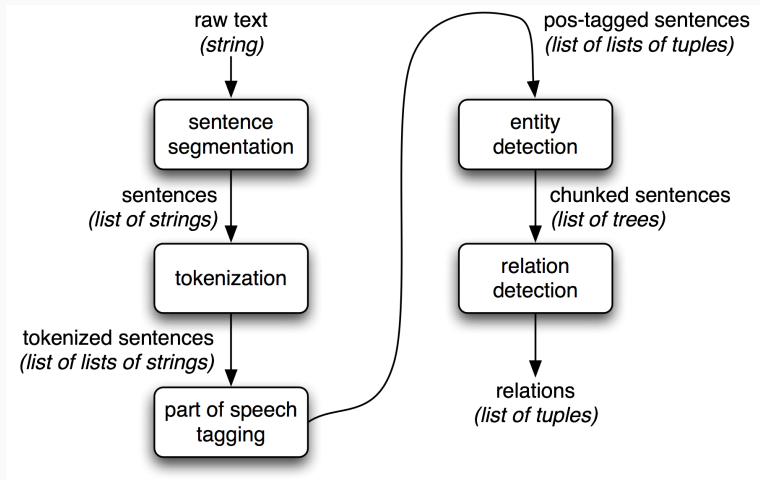 raw text
(string)
sentence
segmentation
sentences
(list of strings)
tokenization
tokenized sentences
(list of lists of strings)
part of speech
tagging
pos-tagged sentences
(list of lists of tuples)
entity
detection
chunked sentences
(list of trees)
relation
detection
relations
(list of tuples)